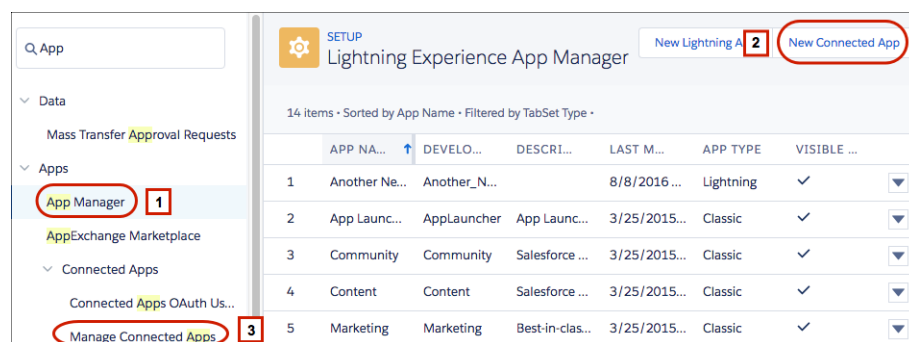 App
Data
Mass Transfer Approval Requests
Apps
App Manager 1
AppExchange Marketplace
Connected Apps
Connected Apps OAuth Us...
Manage Connected Apps 3
SETUP
Lightning Experience App Manager
New Lightning A 2 New Connected App
14 items • Sorted by App Name • Filtered by TabSet Type •
APP NA... ↑ DEVELO... DESCRI... LAST M... APP TYPE VISIBLE ...
1 Another Ne... Another_N... 8/8/2016 ... Lightning ✓
2 App Launc... AppLauncher App Launc... 3/25/2015... Classic ✓
3 Community Community Salesforce ... 3/25/2015... Classic ✓
4 Content Content Salesforce ... 3/25/2015... Classic ✓
5 Marketing Marketing Best-in-clas... 3/25/2015... Classic ✓